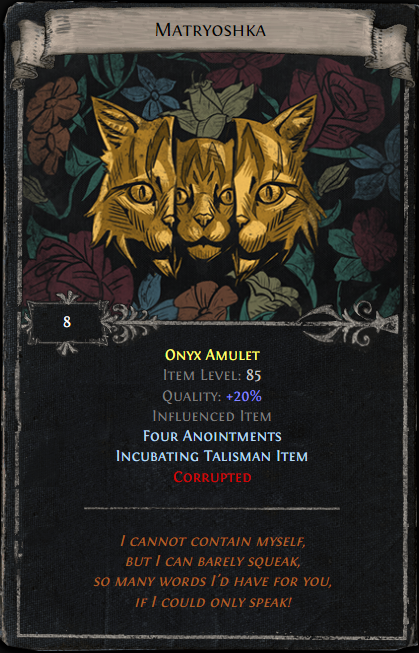 Matryoshka
8
Onyx Amulet
Item Level: 85
Quality: +20%
Influenced Item
Four Anointments
Incubating Talisman Item
Corrupted
I cannot contain myself,
but I can barely squeak,
so many words I'd have for you,
if I could only speak!